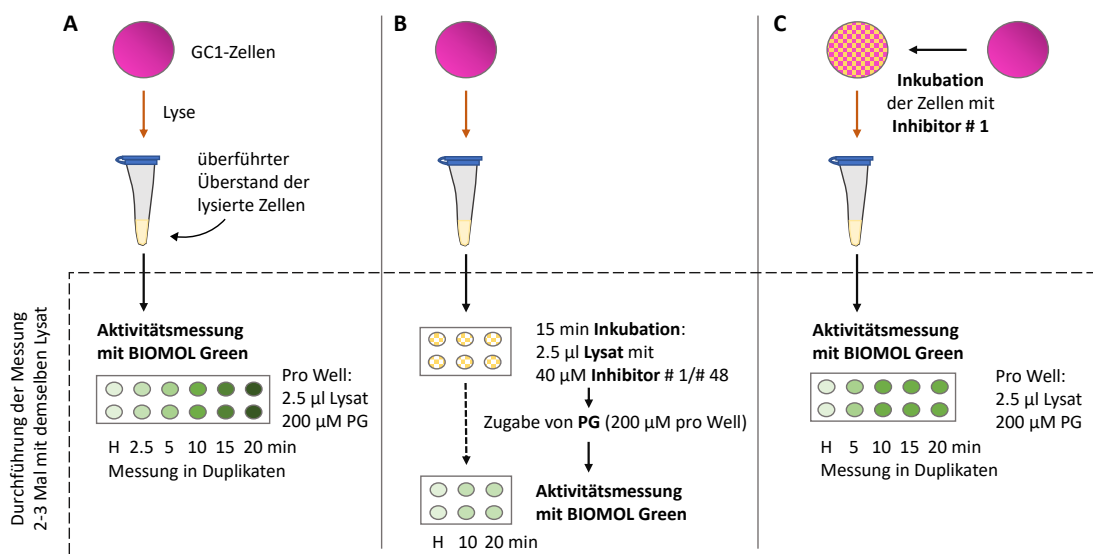 A
GC1-Zellen
Lyse
überführter
Überstand der
lysierte Zellen
Aktivitätsmessung
mit BIOMOL Green
Pro Well:
2.5 µl Lysat
200 µM PG
H 2.5 5 10 15 20 min
Messung in Duplikaten
B
15 min Inkubation:
2.5 µl Lysat mit
40 µM Inhibitor # 1/# 48
Zugabe von PG (200 µM pro Well)
Aktivitätsmessung
mit BIOMOL Green
H 10 20 min
C
Inkubation
der Zellen mit
Inhibitor # 1
Aktivitätsmessung
mit BIOMOL Green
Pro Well:
2.5 µl Lysat
200 µM PG
H 5 10 15 20 min
Messung in Duplikaten
Durchführung der Messung
2-3 Mal mit demselben Lysat